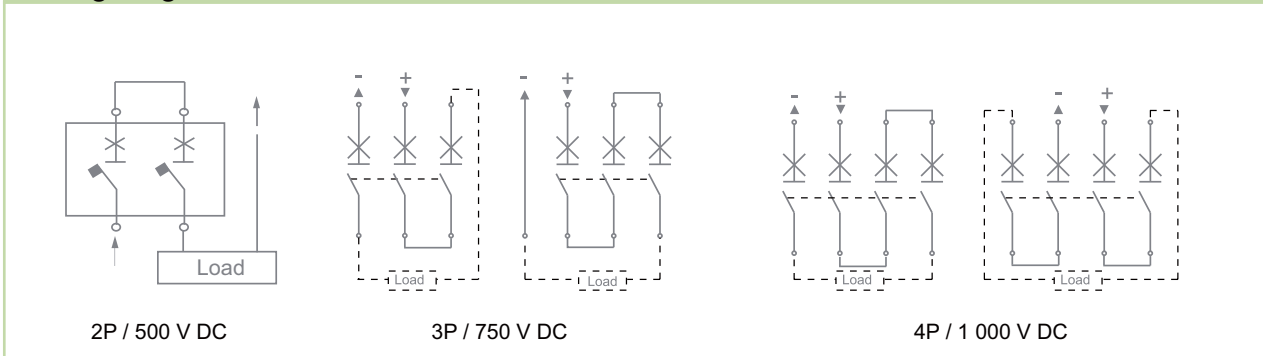 - + - + - + - +
Load Load Load Load Load
2P / 500 V DC 3P / 750 V DC 4P / 1 000 V DC